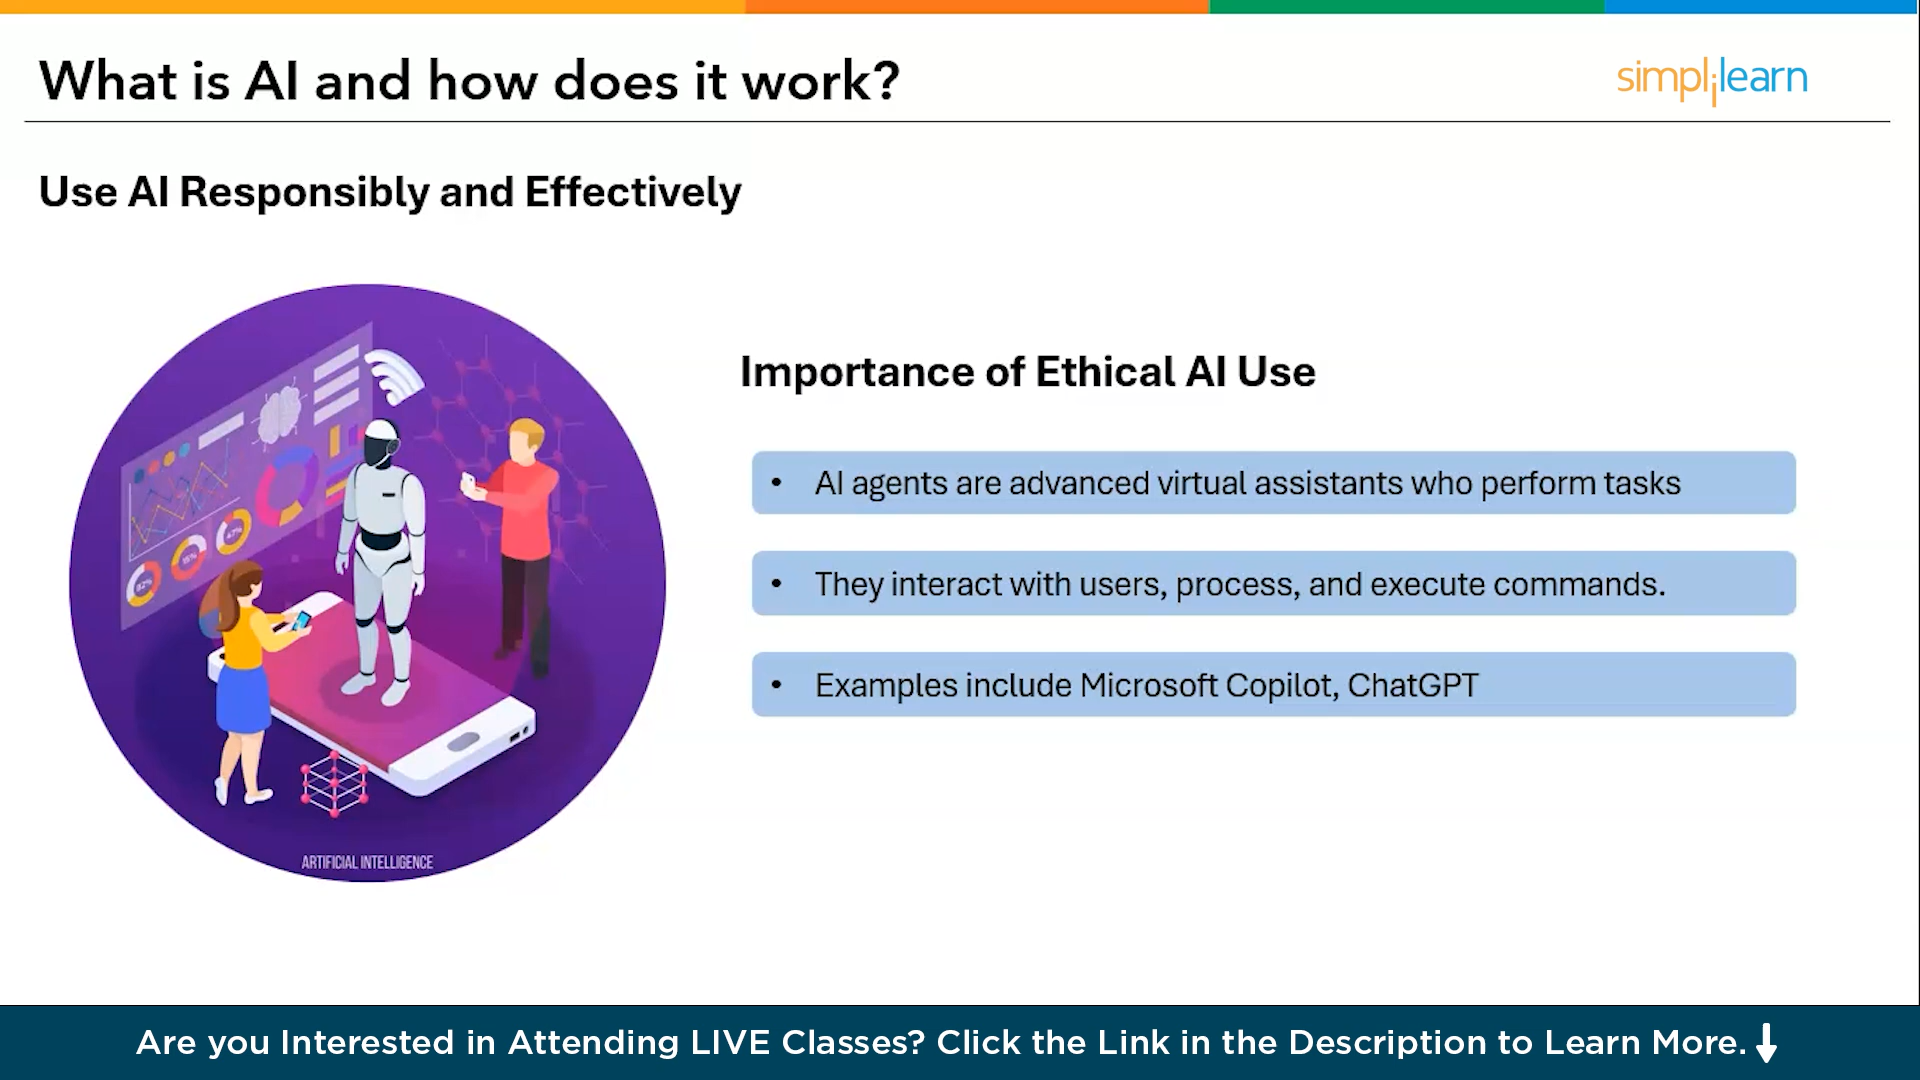 What is AI and how does it work?
simplilearn
Use AI Responsibly and Effectively
Importance of Ethical AI Use
• AI agents are advanced virtual assistants who perform tasks
• They interact with users, process, and execute commands.
• Examples include Microsoft Copilot, ChatGPT
47%
15%
82%
ARTIFICIAL INTELLIGENCE
Are you Interested in Attending LIVE Classes? Click the Link in the Description to Learn More.